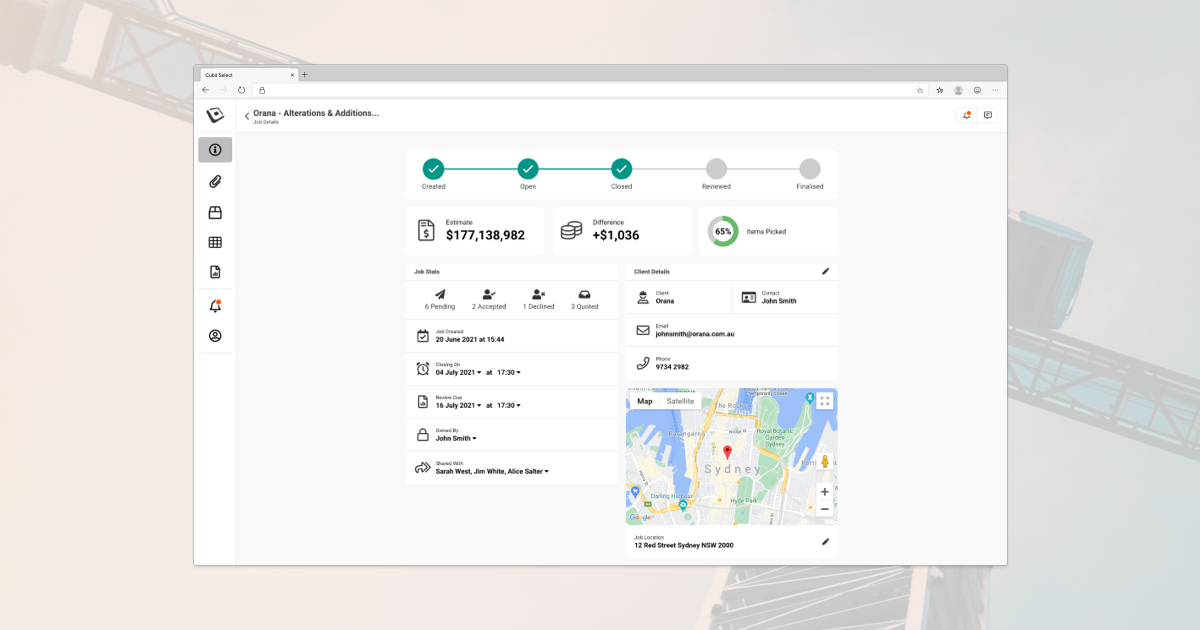 Cubit Select
Orana - Alterations & Additions...
Job Details
Created
Open
Closed
Reviewed
Finalised
Estimate
$177,138,982
Difference
+$1,036
65%
Items Picked
Job Stats
6 Pending
2 Accepted
1 Declined
3 Quoted
Job Created
20 June 2021 at 15:44
Closing On
04 July 2021 at 17:30
Review Due
16 July 2021 at 17:30
Owned By
John Smith
Shared With
Sarah West, Jim White, Alice Salter
Client Details
Client
Orana
Contact
John Smith
Email
johnsmith@orana.com.au
Phone
9734 2982
Map
Satellite
Temporarily closed
The Rocks
Barangaroo
Royal Botanic
Garden
Sydney
Sydney
Darling Harbour
Hyde Park
Google
Job Location
12 Red Street Sydney NSW 2000